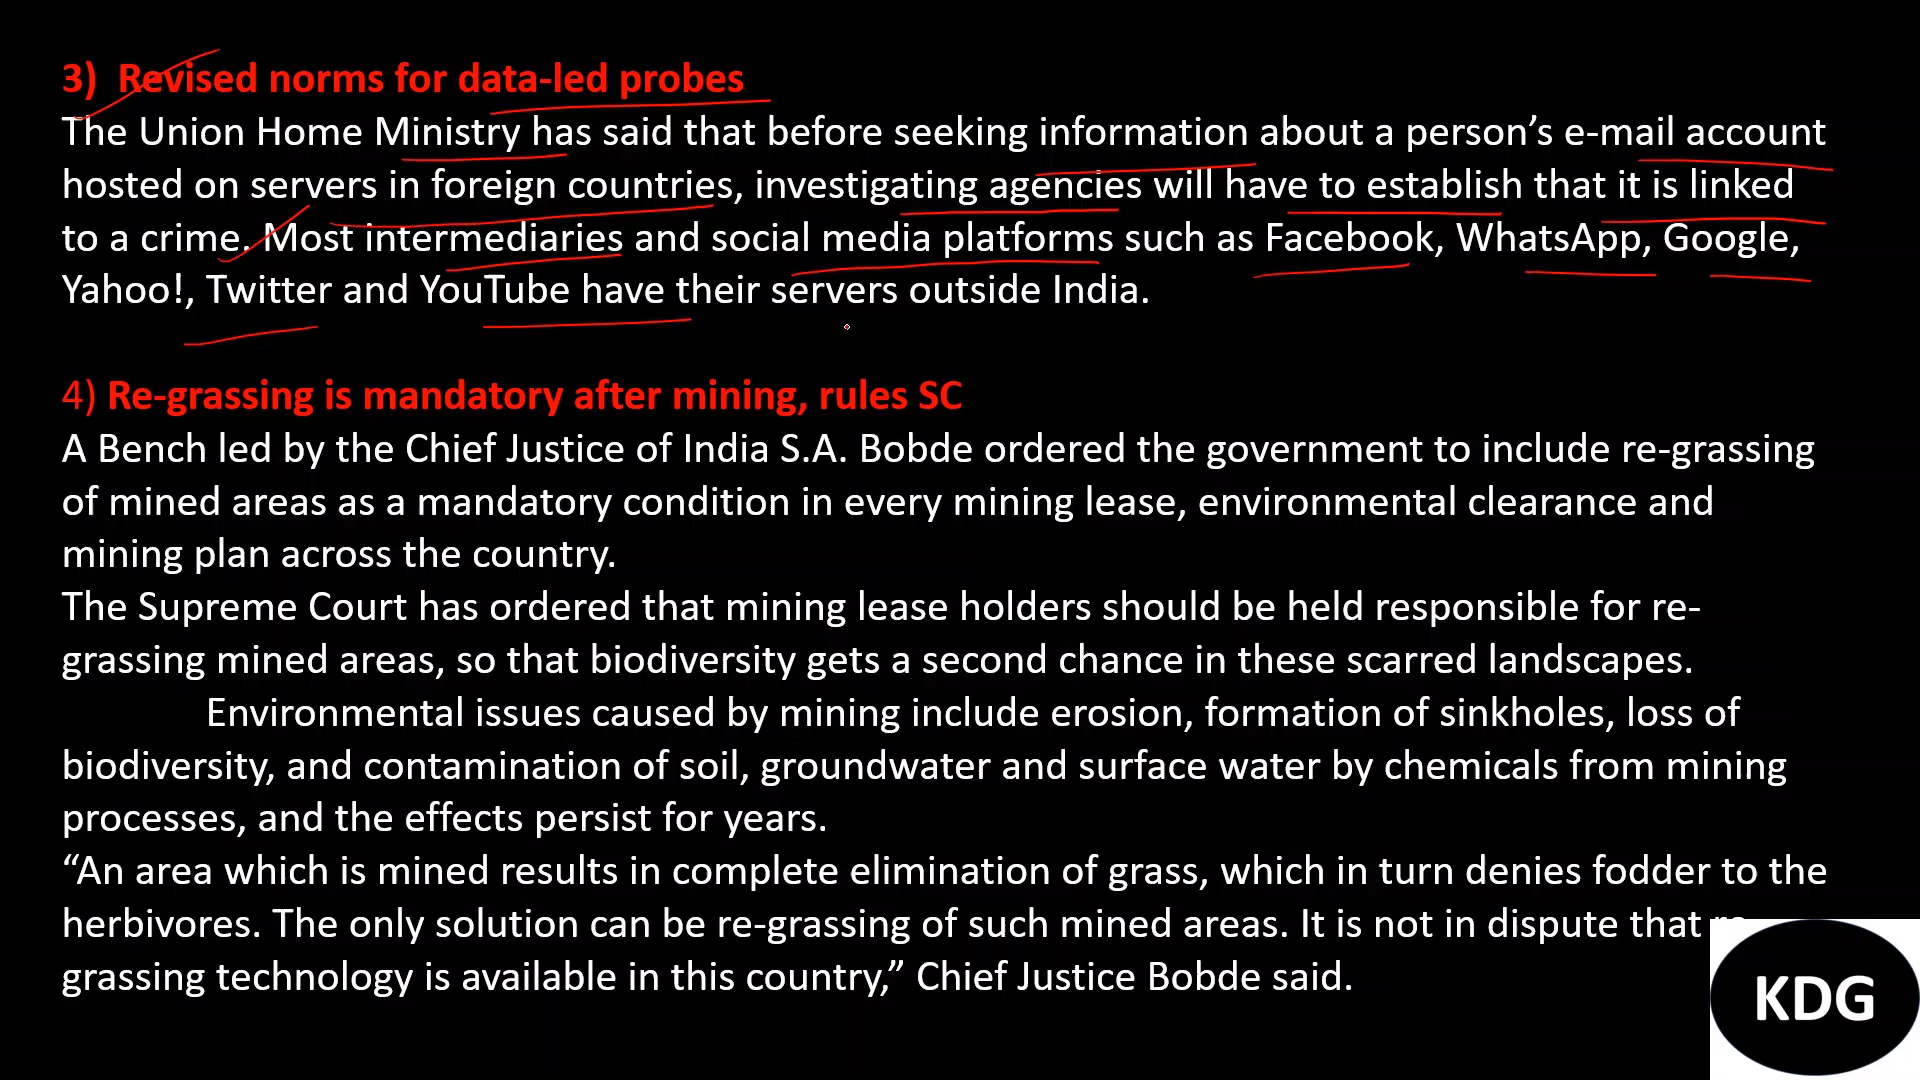 3) Revised norms for data-led probes
The Union Home Ministry has said that before seeking information about a person’s e-mail account
hosted on servers in foreign countries, investigating agencies will have to establish that it is linked
to a crime. Most intermediaries and social media platforms such as Facebook, WhatsApp, Google,
Yahoo!, Twitter and YouTube have their servers outside India.
4) Re-grassing is mandatory after mining, rules SC
A Bench led by the Chief Justice of India S.A. Bobde ordered the government to include re-grassing
of mined areas as a mandatory condition in every mining lease, environmental clearance and
mining plan across the country.
The Supreme Court has ordered that mining lease holders should be held responsible for re-
grassing mined areas, so that biodiversity gets a second chance in these scarred landscapes.
Environmental issues caused by mining include erosion, formation of sinkholes, loss of
biodiversity, and contamination of soil, groundwater and surface water by chemicals from mining
processes, and the effects persist for years.
“An area which is mined results in complete elimination of grass, which in turn denies fodder to the
herbivores. The only solution can be re-grassing of such mined areas. It is not in dispute that
grassing technology is available in this country,” Chief Justice Bobde said.
KDG